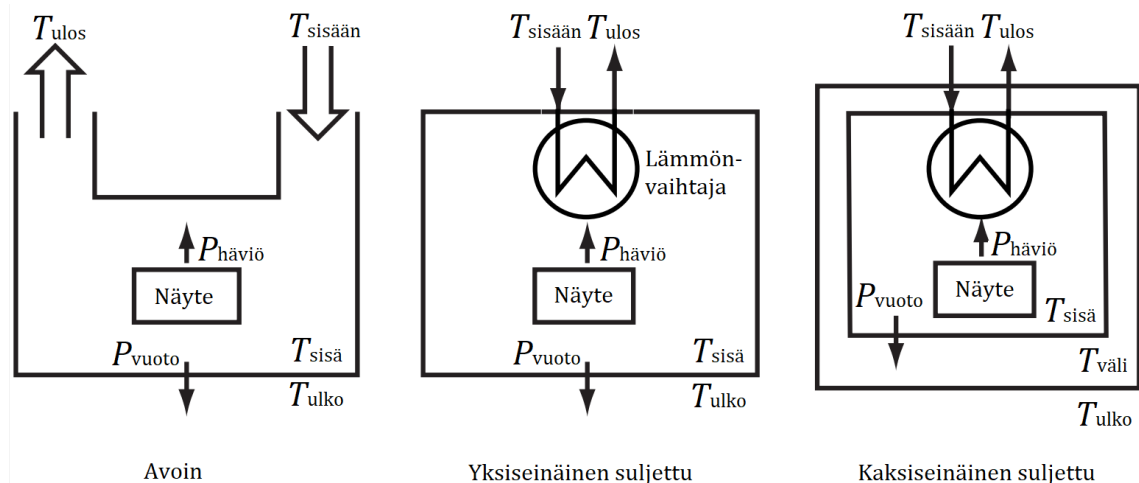 Tulos
Tsisään
Phäviö
Näyte
Pvuoto
Tsisä
Tulko
Avoin
Tsisään Tulos
Lämmön-
vaihtaja
Phäviö
Näyte
Pvuoto
Tsisä
Tulko
Yksiseinäinen suljettu
Tsisään Tulos
Phäviö
Pvuoto
Näyte
Tsisä
Tväli
Tulko
Kaksiseinäinen suljettu